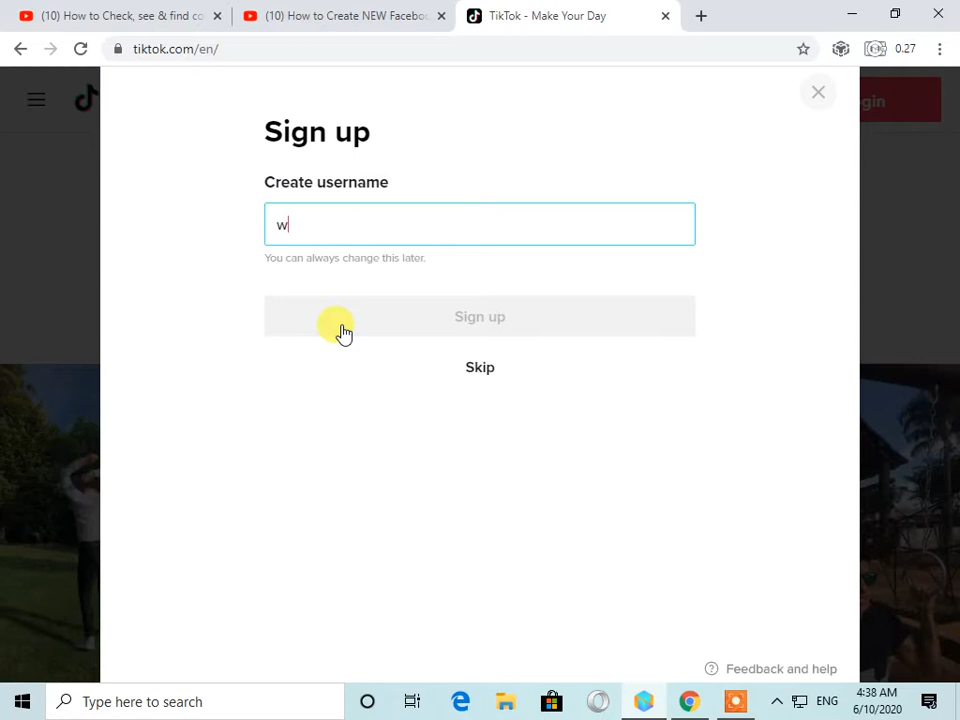 (10) How to Check, see & find co
(10) How to Create NEW Facebo
TikTok - Make Your Day
tiktok.com/en/
0.27
gin
Sign up
Create username
w
You can always change this later.
Sign up
Skip
Feedback and help
Type here to search
ENG
4:38 AM
6/10/2020